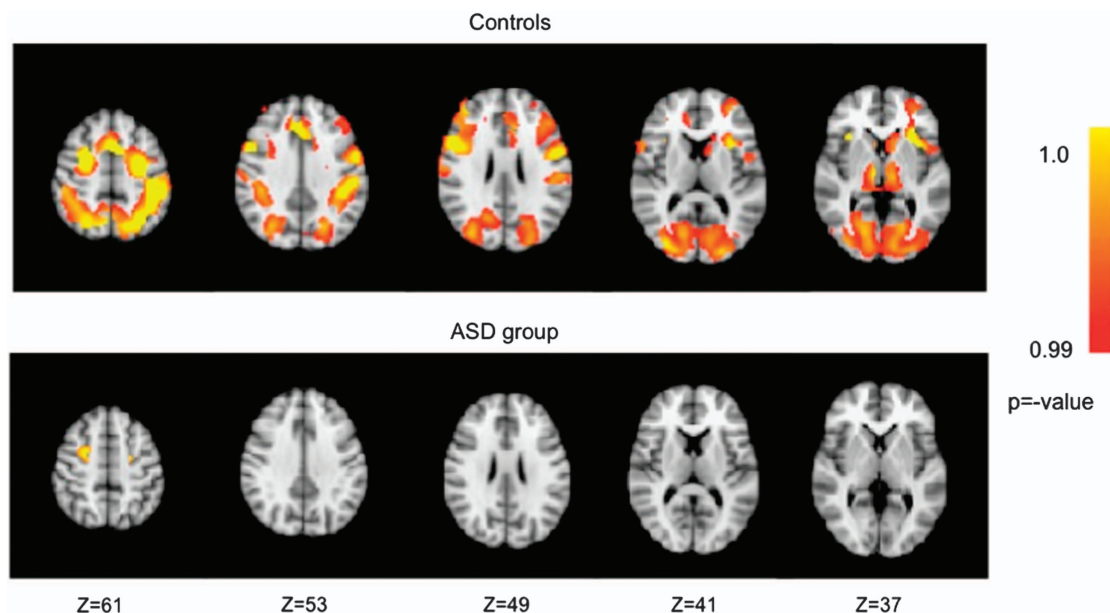 Controls
1.0
0.99
p=-value
ASD group
Z=61 Z=53 Z=49 Z=41 Z=37